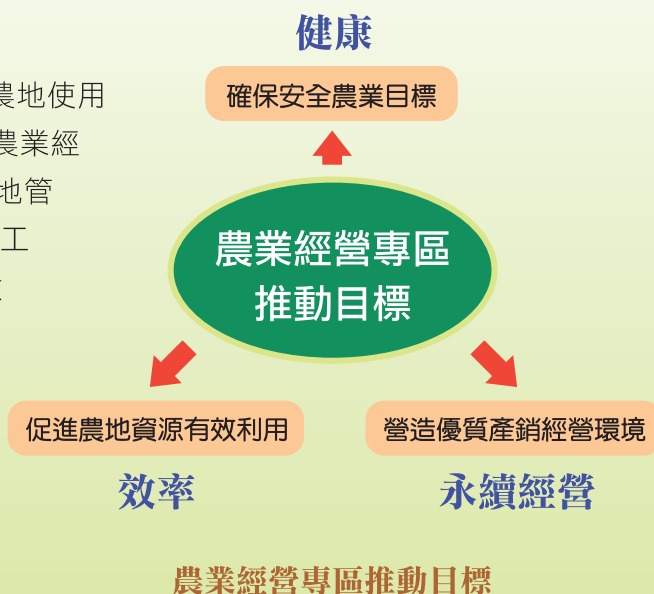 健康
確保安全農業目標
農地使用
農業經
地管
工
農業經營專區
推動目標
促進農地資源有效利用
效率
營造優質產銷經營環境
永續經營
農業經營專區推動目標